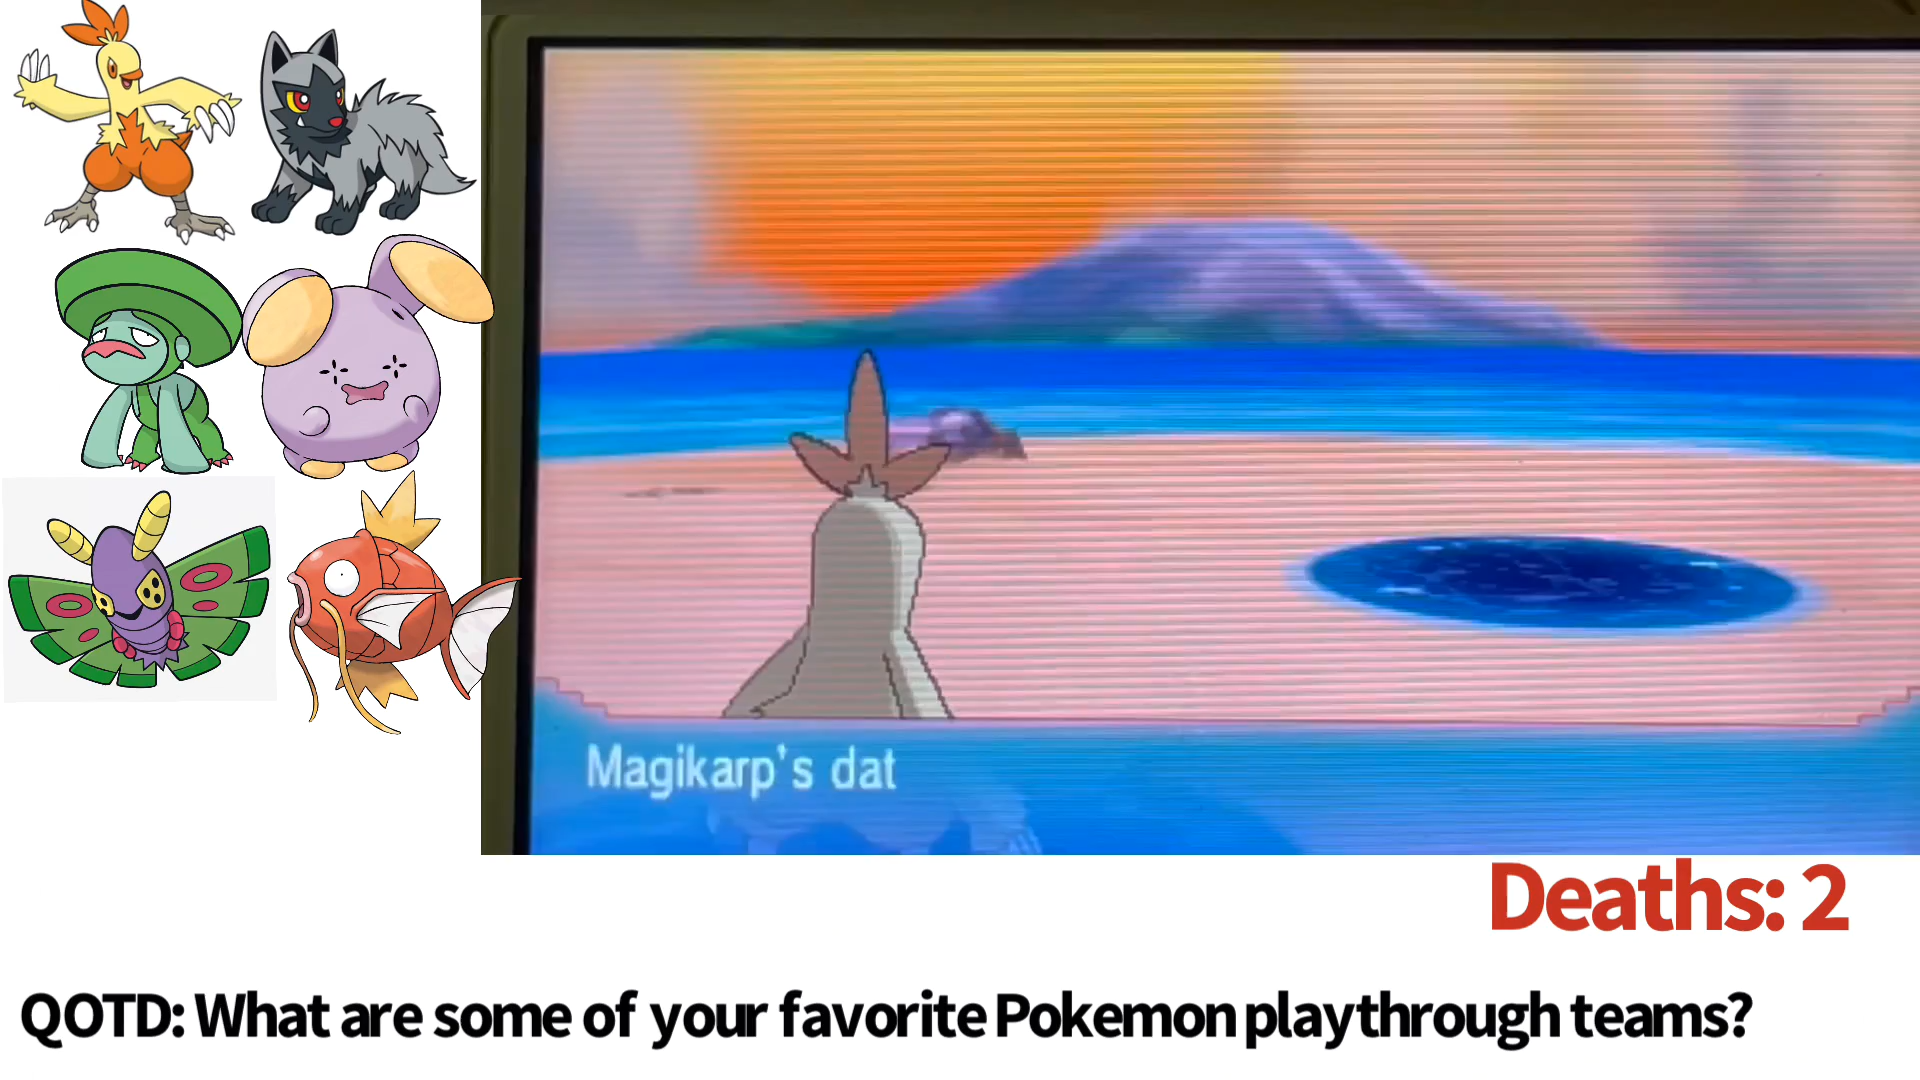 Magikarp's dat
Deaths: 2
QOTD: What are some of your favorite Pokemon playthrough teams?